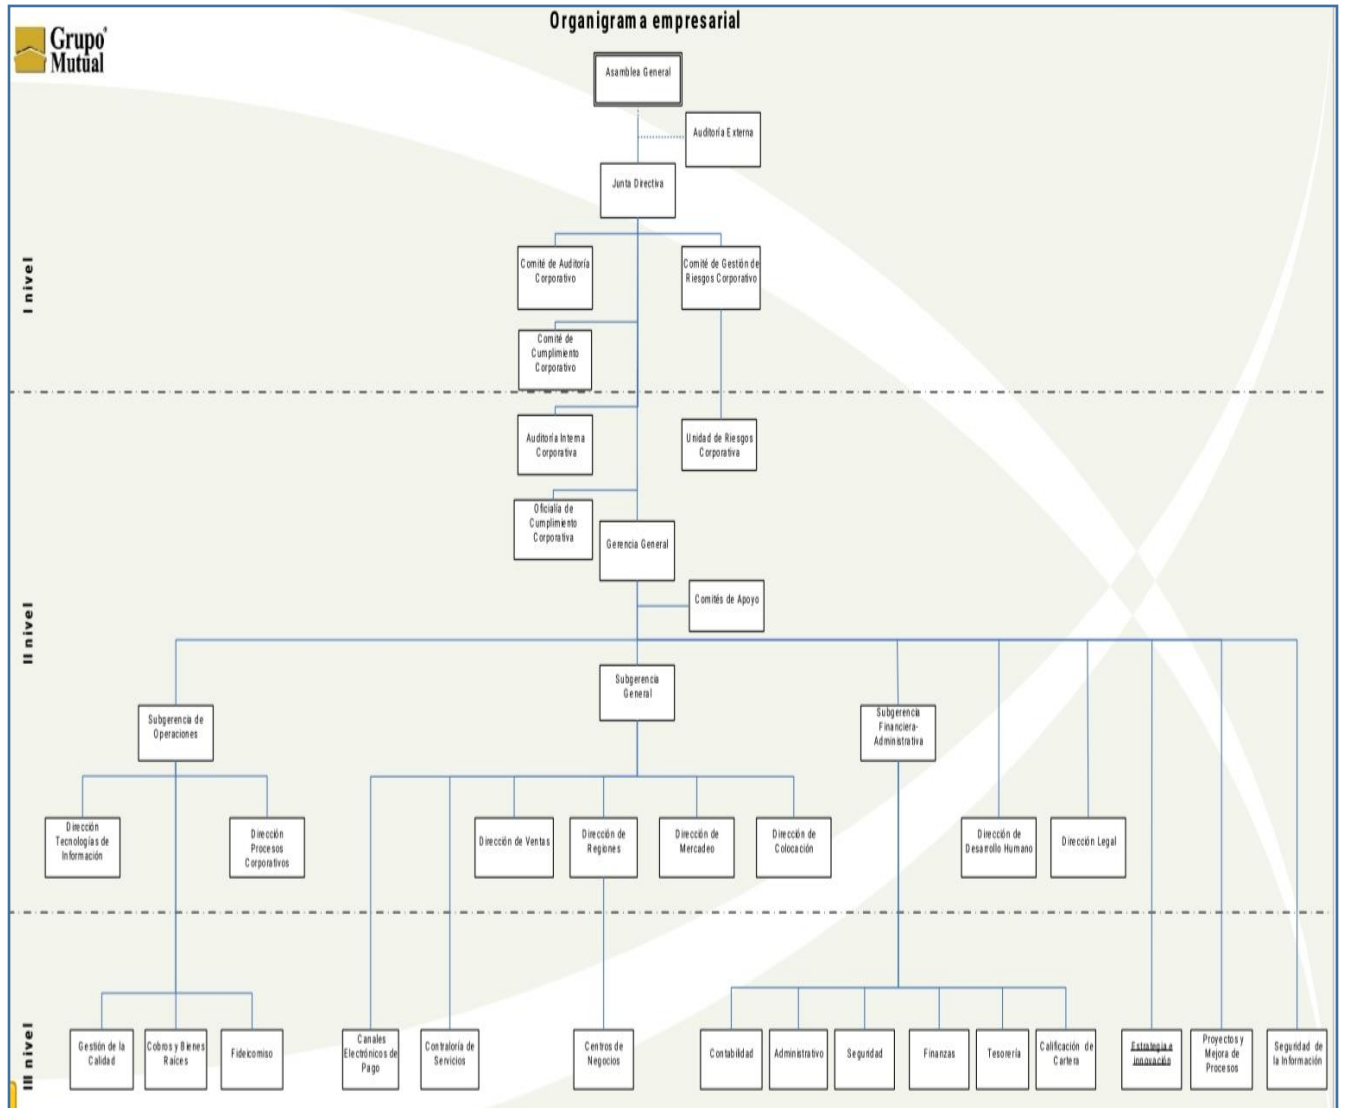 Organigrama empresarial
Grupo
Mutual
Asamblea General
Auditoría Externa
Junta Directiva
I nivel
Comité de Auditoría
Corporativo
Comité de Gestión de
Riesgos Corporativo
Comité de
Cumplimiento
Corporativo
Auditoría Interna
Corporativa
Unidad de Riesgos
Corporativa
Oficialía de
Cumplimiento
Corporativa
Gerencia General
Comités de Apoyo
II nivel
Subgerencia
General
Subgerencia de
Operaciones
Subgerencia
Financiera-
Administrativa
Dirección
Tecnologías de
Información
Dirección
Procesos
Corporativos
Dirección de Ventas
Dirección de
Regiones
Dirección de
Mercadeo
Dirección de
Colocación
Dirección de
Desarrollo Humano
Dirección Legal
III nivel
Gestión de la
Calidad
Cobros y Bienes
Raíces
Fideicomiso
Canales
Electrónicos de
Pago
Contraloría de
Servicios
Centros de
Negocios
Contabilidad
Administrativo
Seguridad
Finanzas
Tesorería
Calificación de
Cartera
Estrategia e
innovación
Proyectos y
Mejora de
Procesos
Seguridad de
la Información